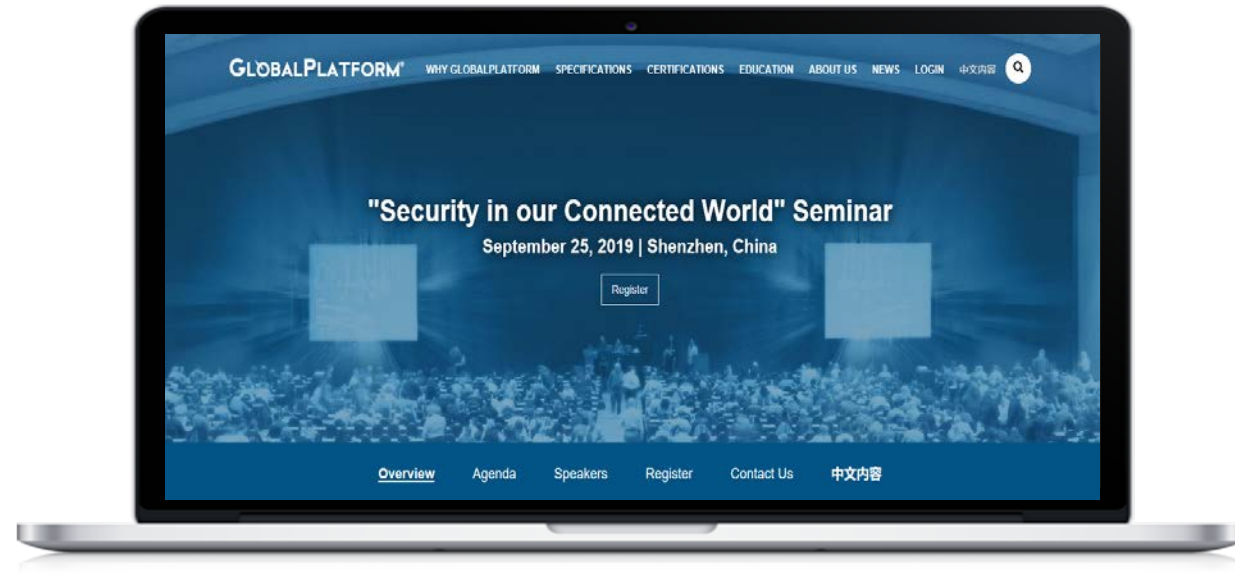 GLOBALPLATFORM® WHY GLOBALPLATFORM SPECIFICATIONS CERTIFICATIONS EDUCATION ABOUT US NEWS LOGIN 中文内容
"Security in our Connected World" Seminar
September 25, 2019 | Shenzhen, China
Register
Overview Agenda Speakers Register Contact Us 中文内容